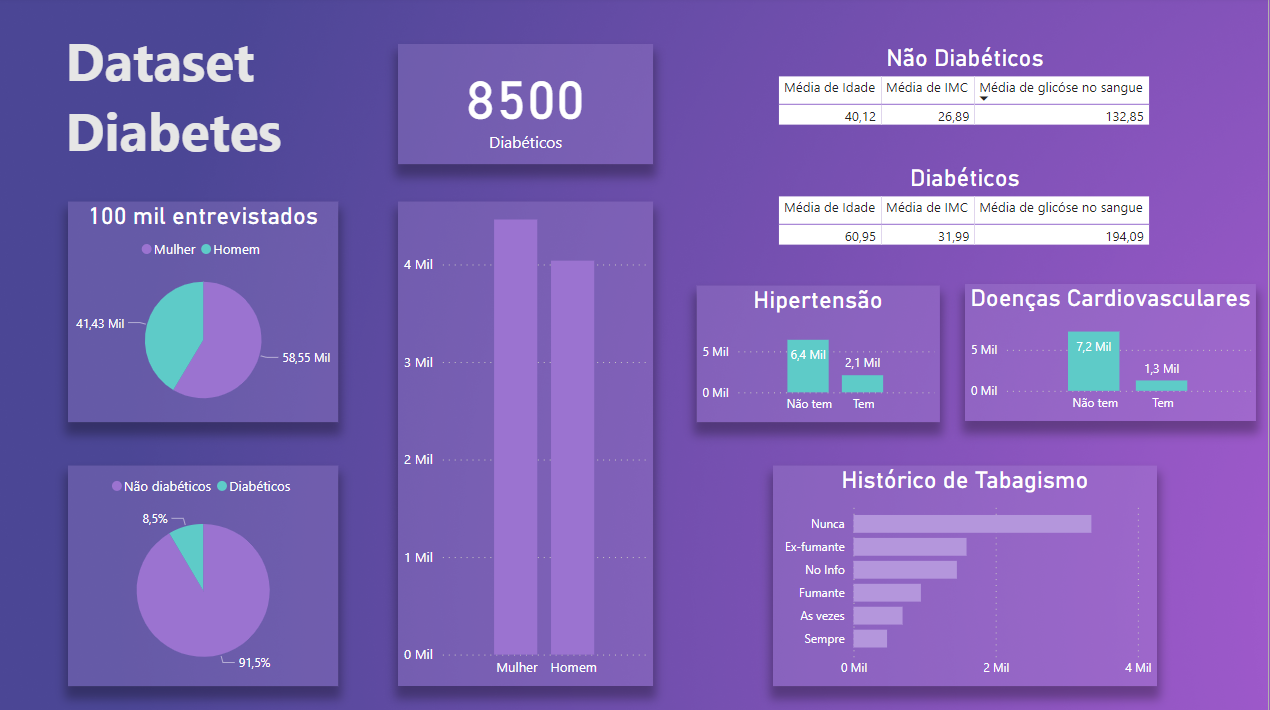 Dataset
Diabetes
8500
Diabéticos
Não Diabéticos
Média de Idade Média de IMC Média de glicóse no sangue
40,12 26,89 132,85
Diabéticos
Média de Idade Média de IMC Média de glicóse no sangue
60,95 31,99 194,09
100 mil entrevistados
Mulher Homem
41,43 Mil
58,55 Mil
Não diabéticos Diabéticos
8,5%
91,5%
4 Mil
3 Mil
2 Mil
1 Mil
0 Mil
Mulher Homem
Hipertensão
5 Mil
0 Mil
6,4 Mil
2,1 Mil
Não tem Tem
Doenças Cardiovasculares
5 Mil
0 Mil
7,2 Mil
1,3 Mil
Não tem Tem
Histórico de Tabagismo
Nunca
Ex-fumante
No Info
Fumante
As vezes
Sempre
0 Mil 2 Mil 4 Mil